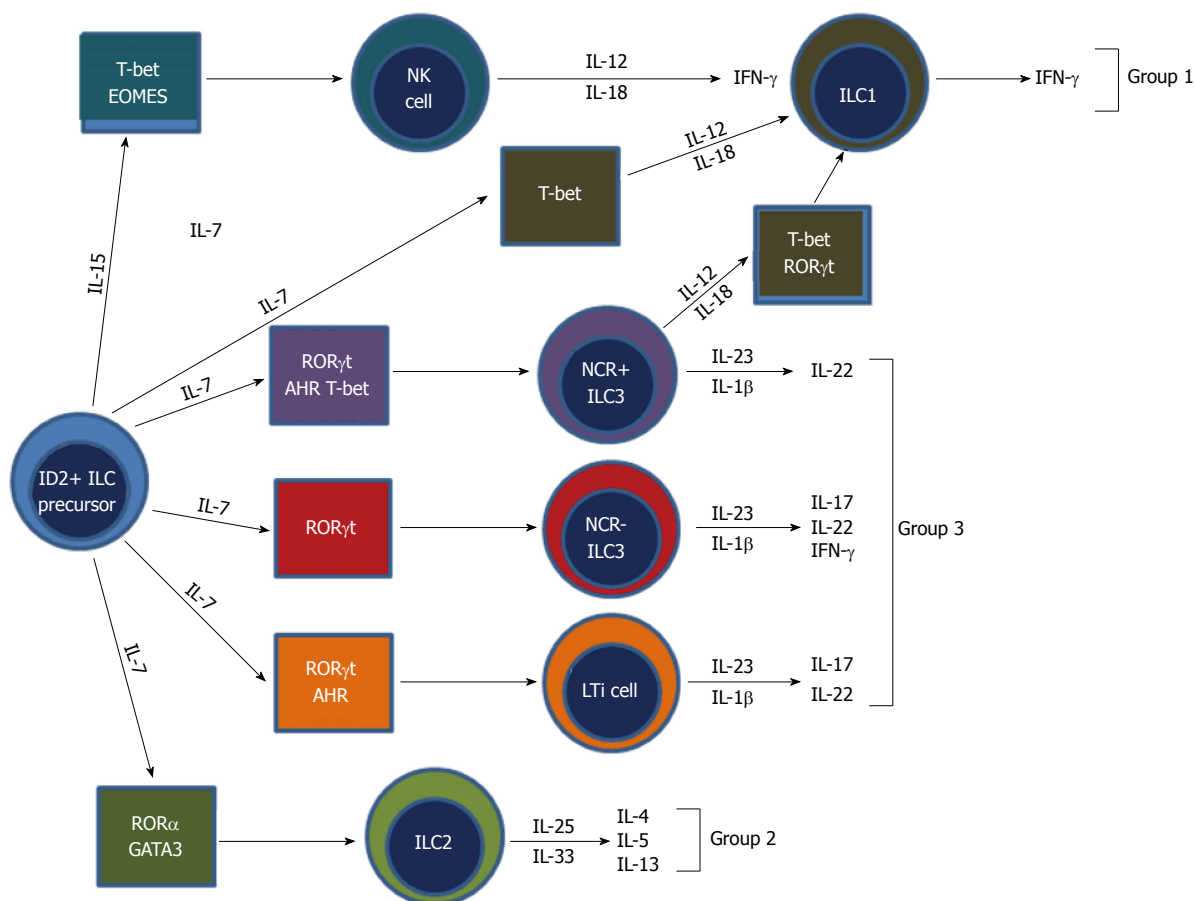 T-bet
EOMES
NK
cell
IL-12
IL-18
IFN-γ
ILC1
IFN-γ
Group 1
IL-15
IL-7
IL-7
T-bet
IL-12
IL-18
T-bet
RORγt
IL-12
IL-18
IL-7
RORγt
AHR T-bet
NCR+
ILC3
IL-23
IL-1β
IL-22
ID2+ ILC
precursor
IL-7
RORγt
NCR-
ILC3
IL-23
IL-1β
IL-17
IL-22
IFN-γ
Group 3
IL-7
RORγt
AHR
LTi cell
IL-23
IL-1β
IL-17
IL-22
IL-7
RORα
GATA3
ILC2
IL-25
IL-33
IL-4
IL-5
IL-13
Group 2